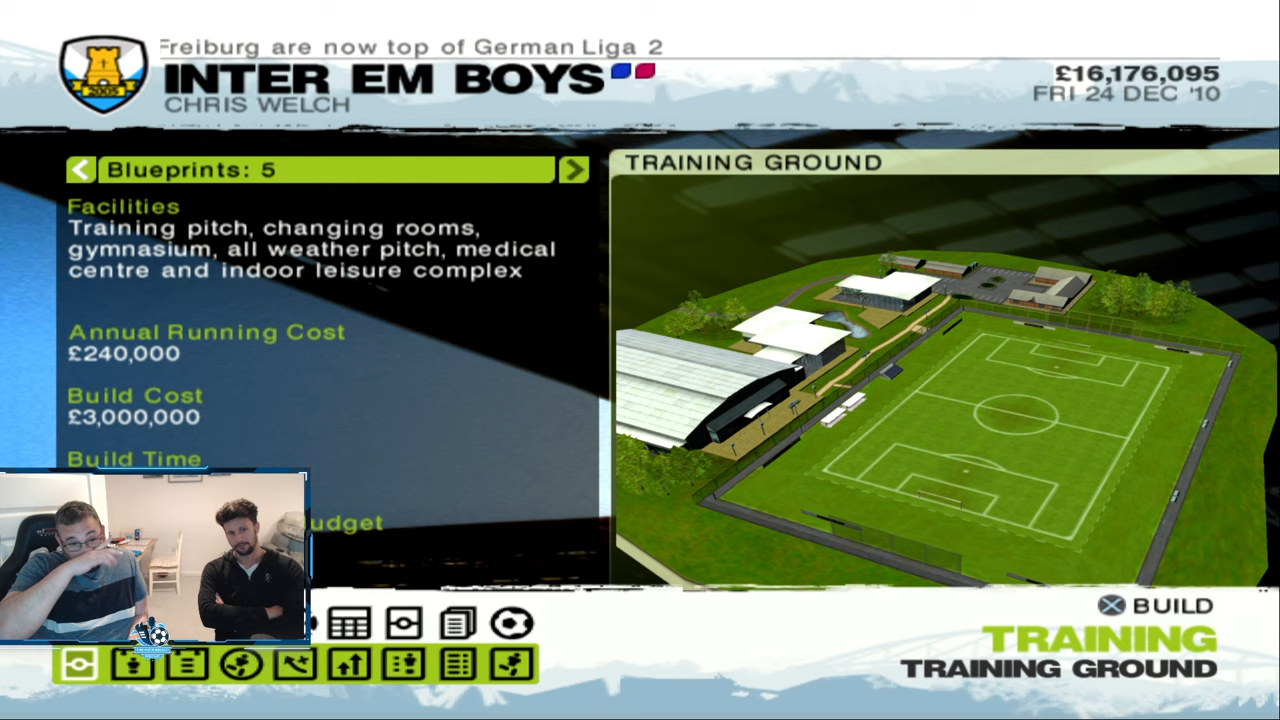 Freiburg are now top of German Liga 2
INTER EM BOYS
CHRIS WELCH
£16,176,095
FRI 24 DEC '10
2005
Blueprints: 5
TRAINING GROUND
Facilities
Training pitch, changing rooms,
gymnasium, all weather pitch, medical
centre and indoor leisure complex
Annual Running Cost
£240,000
Build Cost
£3,000,000
Build Time
udget
BUILD
TRAINING
TRAINING GROUND